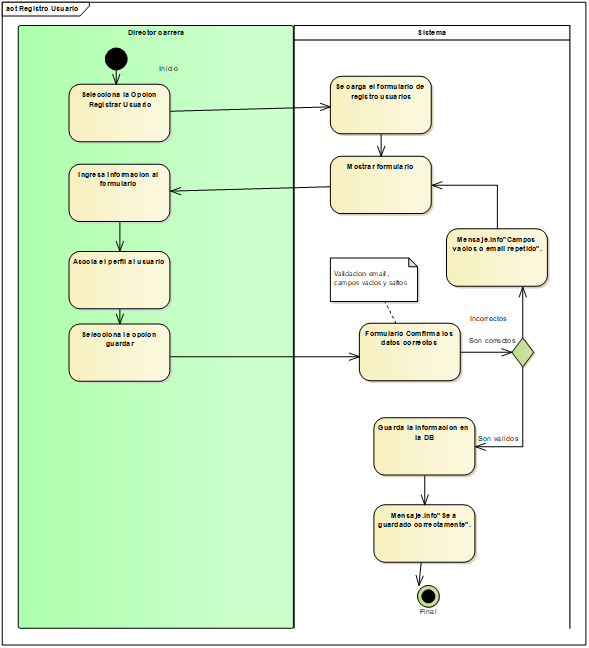 act Registro Usuario
Director carrera
Sistema
Inicio
Selecciona la Opcion
Registrar Usuario
Se carga el formulario de
registro usuarios
Ingresa informacion al
formulario
Mostrar formulario
Asocia el perfil al usuario
Mensaje.info"Campos
vacios o email repetido".
Validacion email ,
campos vacios y saltos
Selecciona la opcion
guardar
Formulario Comfirma los
datos correctos
Incorrectos
Son correctos
Guarda la informacion en
la DB
Son validos
Mensaje.info"Se a
guardado correctamente".
Final